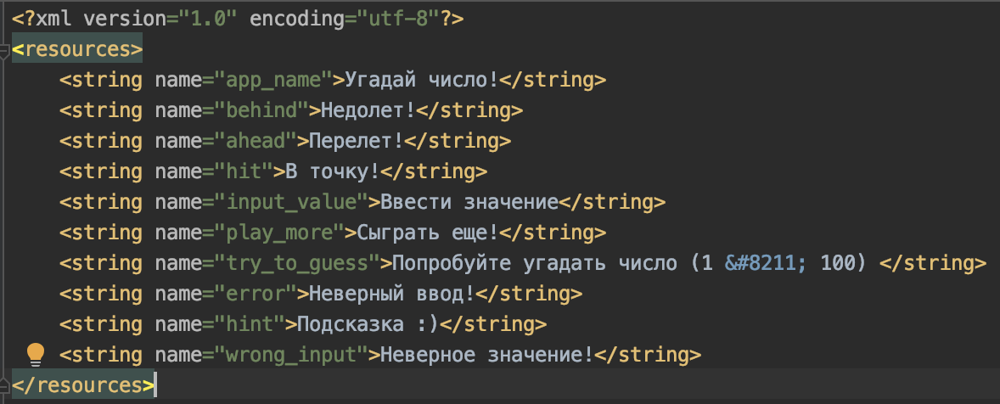 <?xml version="1.0" encoding="utf-8"?>
<resources>
    <string name="app_name">Угадай число!</string>
    <string name="behind">Недолет!</string>
    <string name="ahead">Перелет!</string>
    <string name="hit">В точку!</string>
    <string name="input_value">Ввести значение</string>
    <string name="play_more">Сыграть еще!</string>
    <string name="try_to_guess">Попробуйте угадать число (1 &#8211; 100) </string>
    <string name="error">Неверный ввод!</string>
    <string name="hint">Подсказка :)</string>
    <string name="wrong_input">Неверное значение!</string>
</resources>